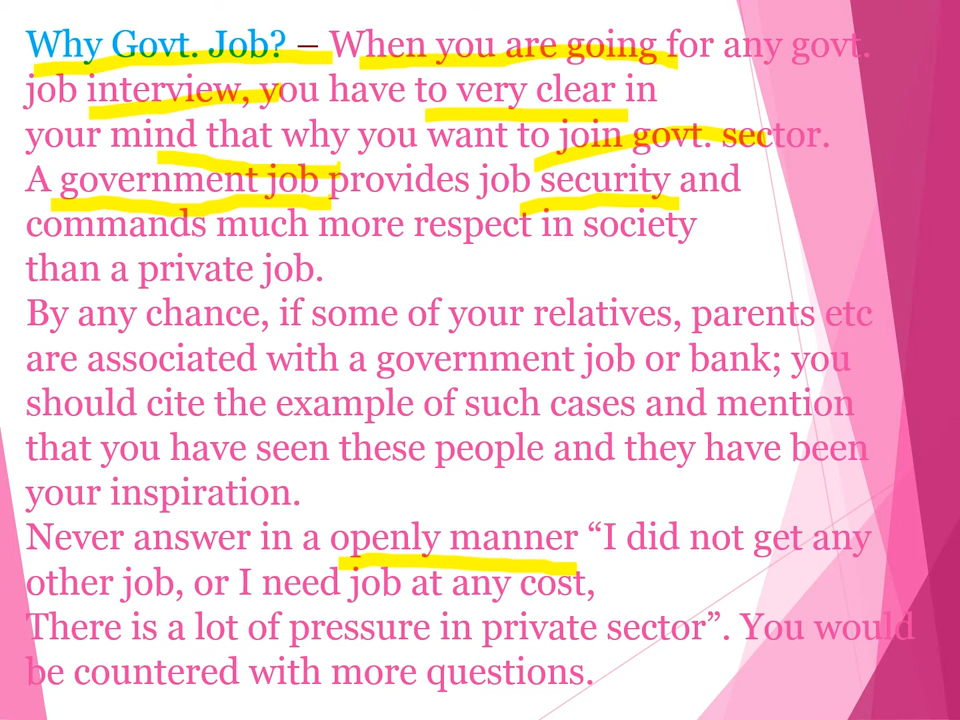 Why Govt. Job? – When you are going for any govt.
job interview, you have to very clear in
your mind that why you want to join govt. sector.
A government job provides job security and
commands much more respect in society
than a private job.
By any chance, if some of your relatives, parents etc
are associated with a government job or bank; you
should cite the example of such cases and mention
that you have seen these people and they have been
your inspiration.
Never answer in a openly manner “I did not get any
other job, or I need job at any cost,
There is a lot of pressure in private sector”. You would
be countered with more questions.